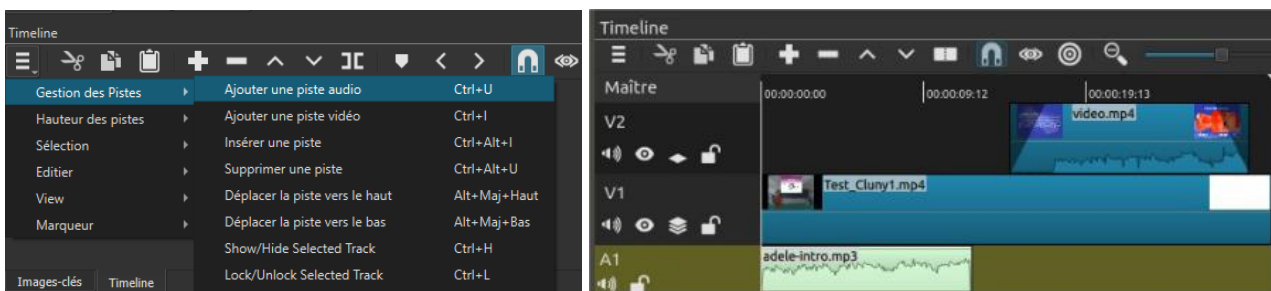 Timeline
Gestion des Pistes
Hauteur des pistes
Sélection
Editier
View
Marqueur
Ajouter une piste audio Ctrl+U
Ajouter une piste vidéo Ctrl+I
Insérer une piste Ctrl+Alt+I
Supprimer une piste Ctrl+Alt+U
Déplacer la piste vers le haut Alt+Maj+Haut
Déplacer la piste vers le bas Alt+Maj+Bas
Show/Hide Selected Track Ctrl+H
Lock/Unlock Selected Track Ctrl+L
Images-clés Timeline
Timeline
Maître
00:00:00:00 00:00:09:12 00:00:19:13
V2
video.mp4
V1
Test_Cluny1.mp4
A1
adele-intro.mp3